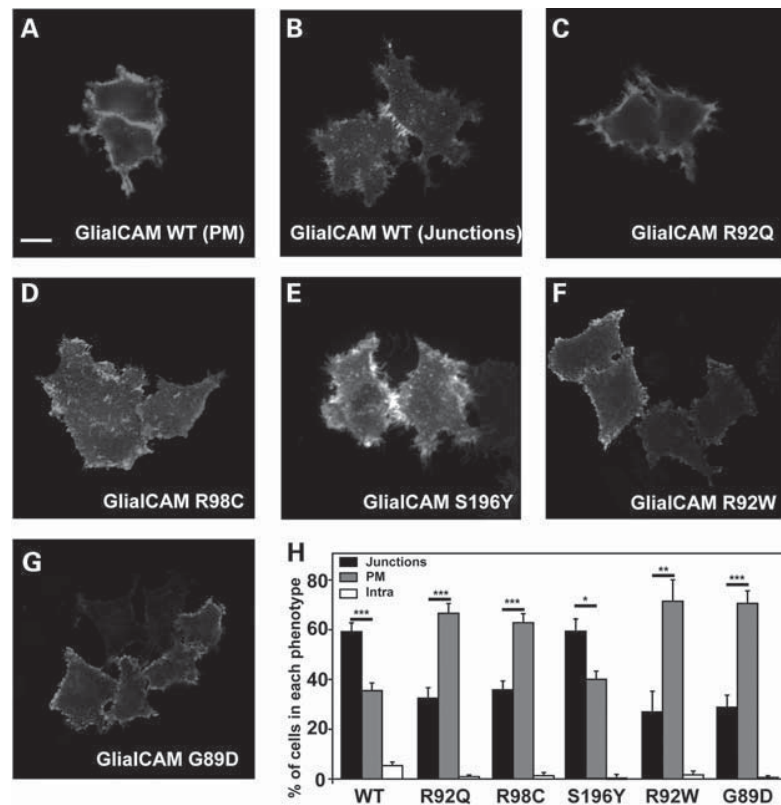 A
GlialCAM WT (PM)
B
GlialCAM WT (Junctions)
C
GlialCAM R92Q
D
GlialCAM R98C
E
GlialCAM S196Y
F
GlialCAM R92W
G
GlialCAM G89D
H
% of cells in each phenotype
80
60
40
20
0
Junctions
PM
Intra
*** *** *** * ** ***
WT R92Q R98C S196Y R92W G89D